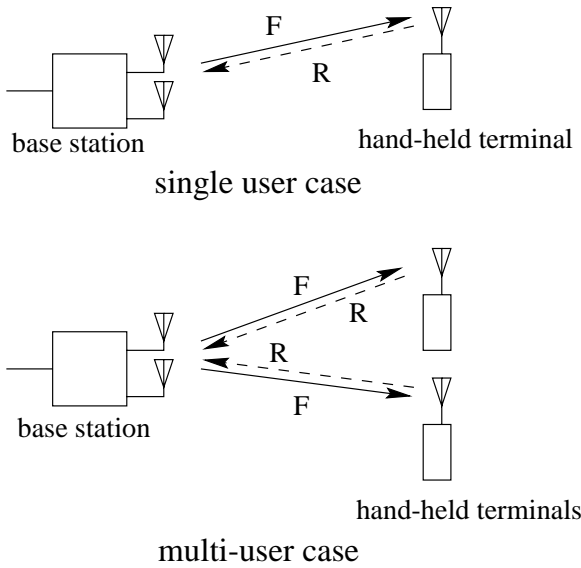 F
R
base station
hand-held terminal
single user case
F
R
R
F
base station
hand-held terminals
multi-user case